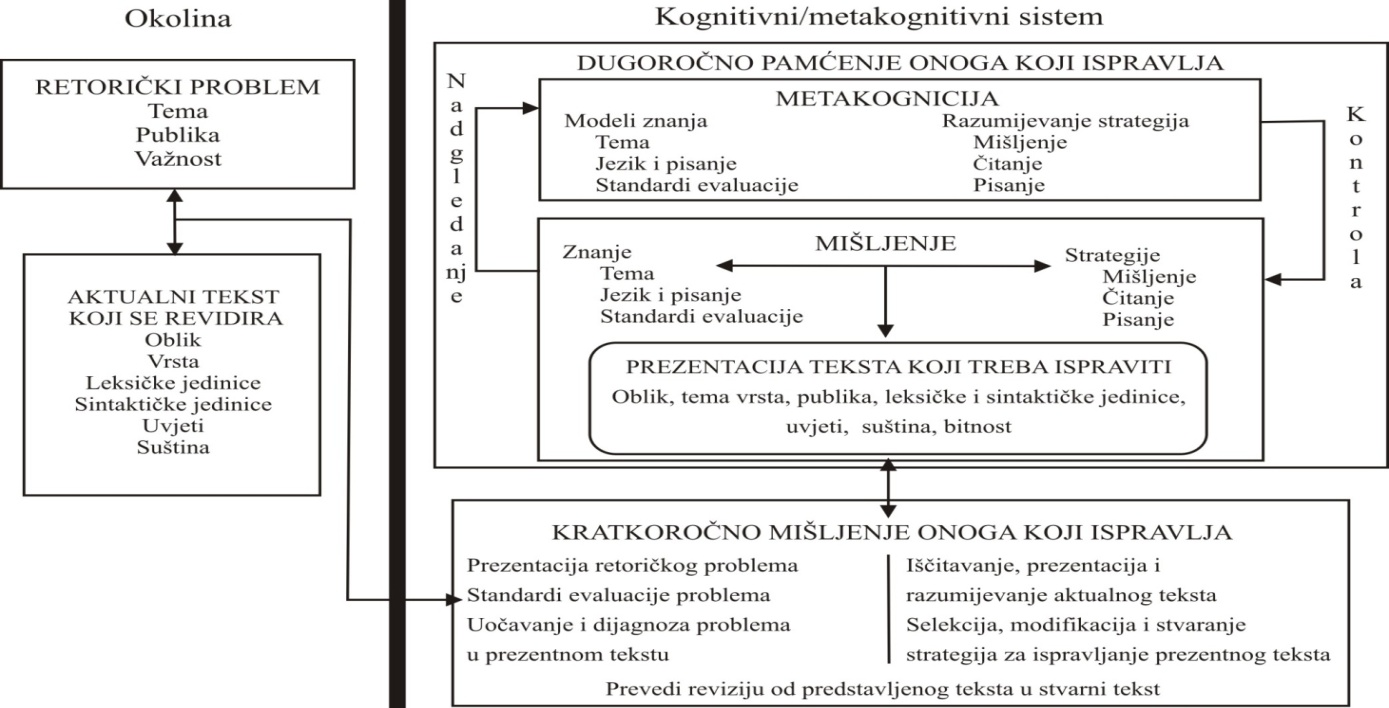 Okolina
RETORIČKI PROBLEM
Tema
Publika
Važnost
AKTUALNI TEKST
KOJI SE REVIDIRA
Oblik
Vrsta
Leksičke jedinice
Sintaktičke jedinice
Uvjeti
Suština
Kognitivni/metakognitivni sistem
DUGOROČNO PAMĆENJE ONOGA KOJI ISPRAVLJA
Nadgledanje
METAKOGNICIJA
Modeli znanja
Tema
Jezik i pisanje
Standardi evaluacije
Razumijevanje strategija
Mišljenje
Čitanje
Pisanje
Kontrola
MIŠLJENJE
Znanje
Tema
Jezik i pisanje
Standardi evaluacije
Strategije
Mišljenje
Čitanje
Pisanje
PREZENTACIJA TEKSTA KOJI TREBA ISPRAVITI
Oblik, tema vrsta, publika, leksičke i sintaktičke jedinice,
uvjeti, suština, bitnost
KRATKOROČNO MIŠLJENJE ONOGA KOJI ISPRAVLJA
Prezentacija retoričkog problema
Standardi evaluacije problema
Uočavanje i dijagnoza problema
u prezentnom tekstu
Iščitavanje, prezentacija i
razumijevanje aktualnog teksta
Selekcija, modifikacija i stvaranje
strategija za ispravljanje prezentnog teksta
Prevedi reviziju od predstavljenog teksta u stvarni tekst